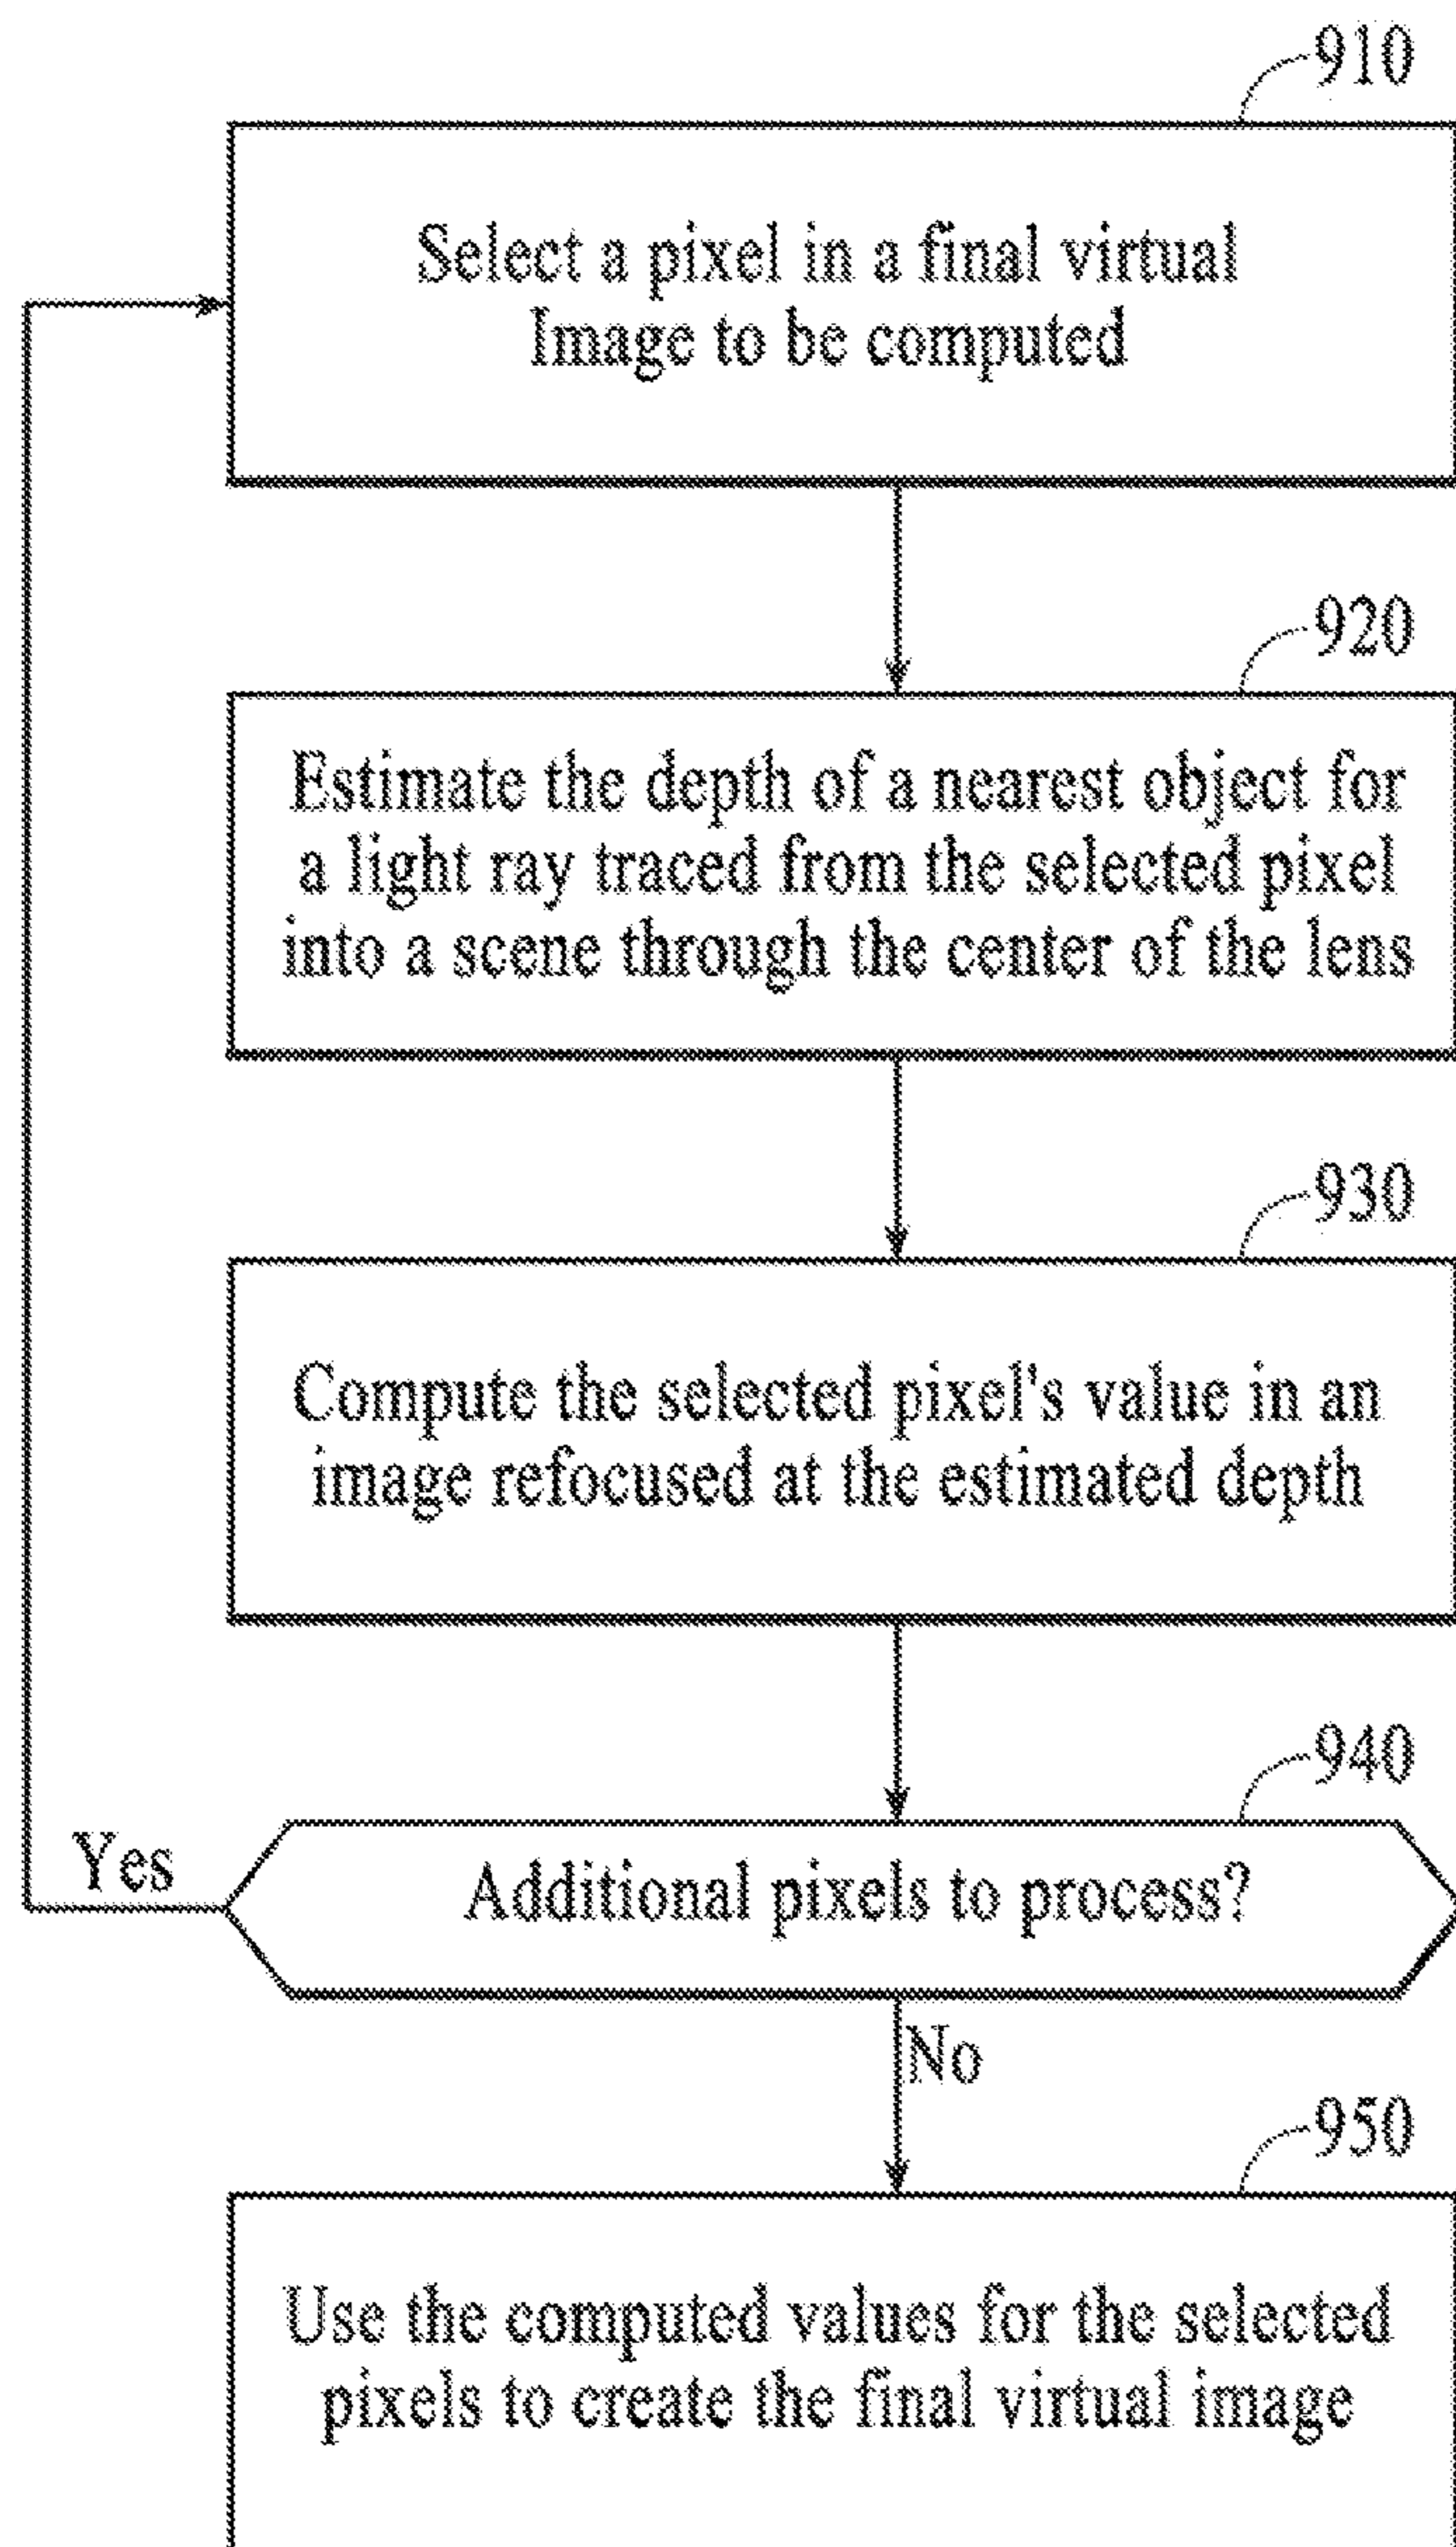 910
Select a pixel in a final virtual
Image to be computed
920
Estimate the depth of a nearest object for
a light ray traced from the selected pixel
into a scene through the center of the lens
930
Compute the selected pixel's value in an
image refocused at the estimated depth
940
Yes
Additional pixels to process?
No
950
Use the computed values for the selected
pixels to create the final virtual image